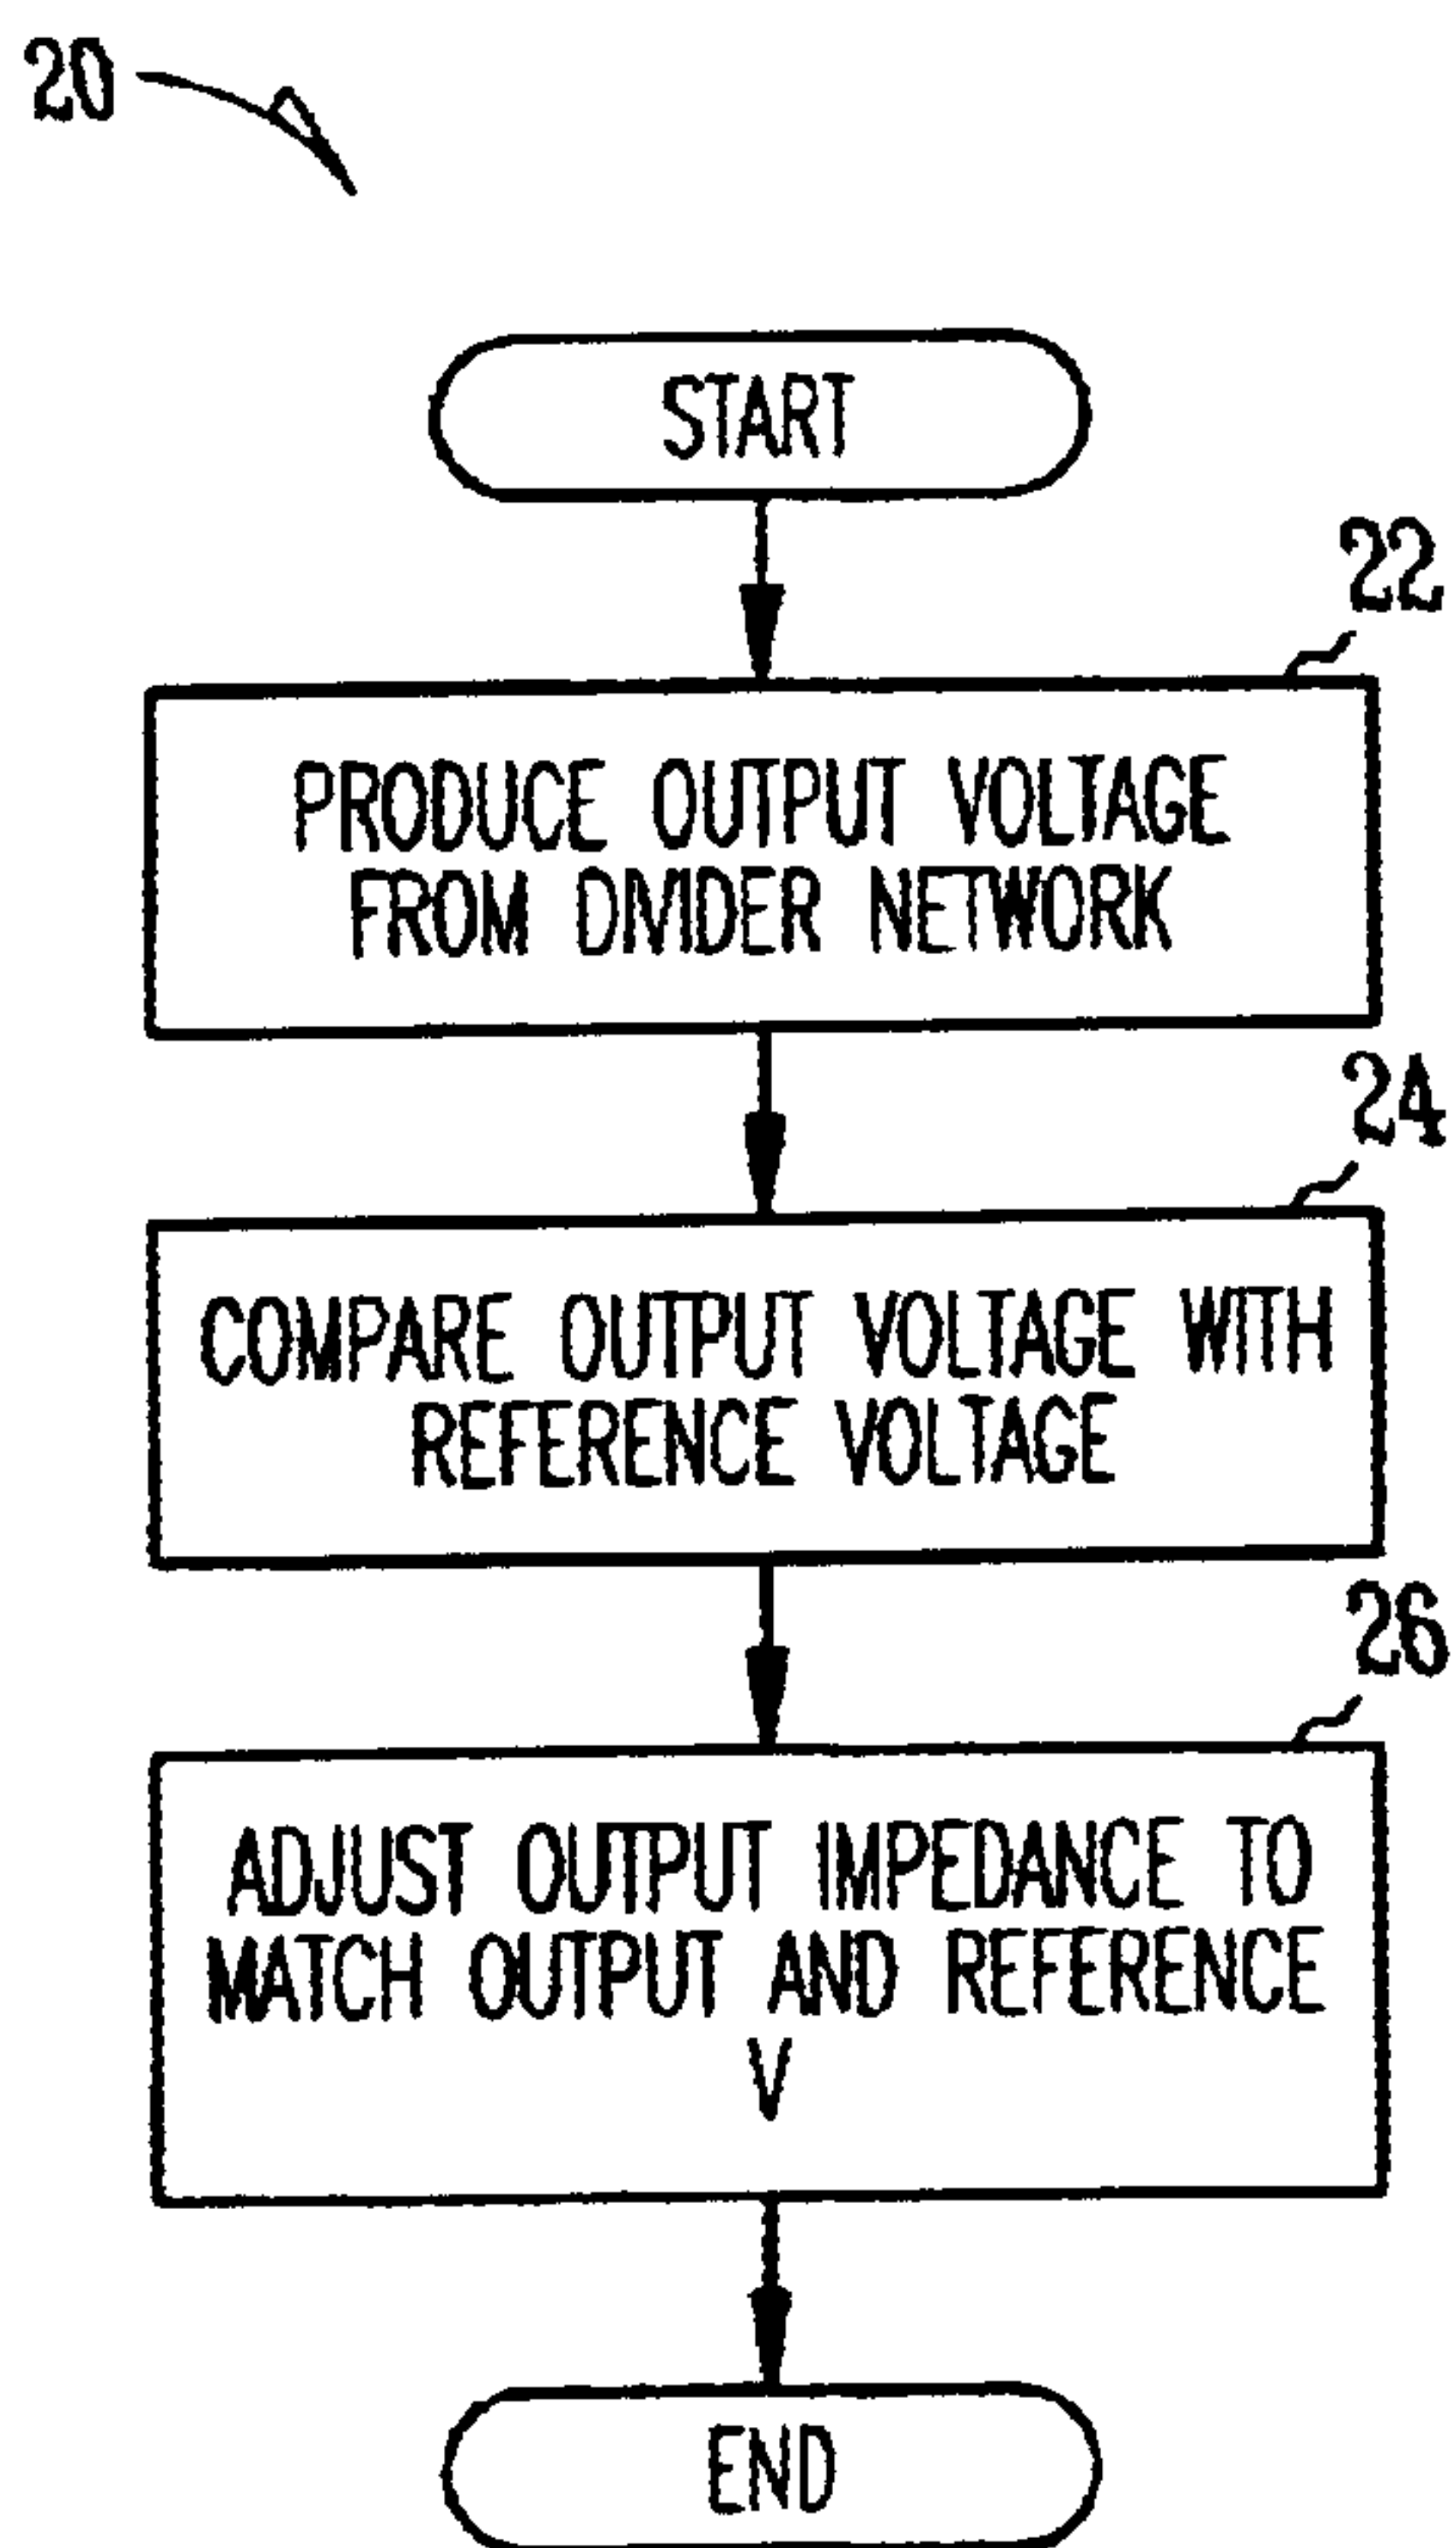 20
START
22
PRODUCE OUTPUT VOLTAGE
FROM DIVIDER NETWORK
24
COMPARE OUTPUT VOLTAGE WITH
REFERENCE VOLTAGE
26
ADJUST OUTPUT IMPEDANCE TO
MATCH OUTPUT AND REFERENCE
V
END